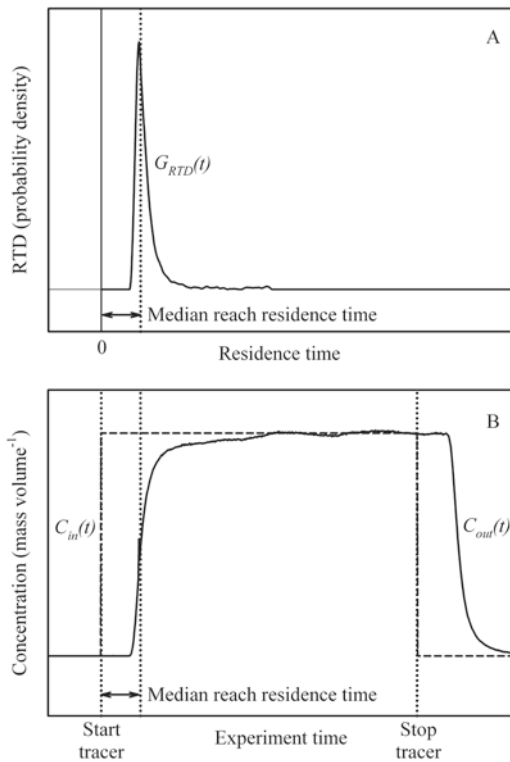 A
RTD (probability density)
G_RTD(t)
Median reach residence time
0
Residence time
B
Concentration (mass volume⁻¹)
C_in(t)
C_out(t)
Median reach residence time
Start
tracer
Experiment time
Stop
tracer